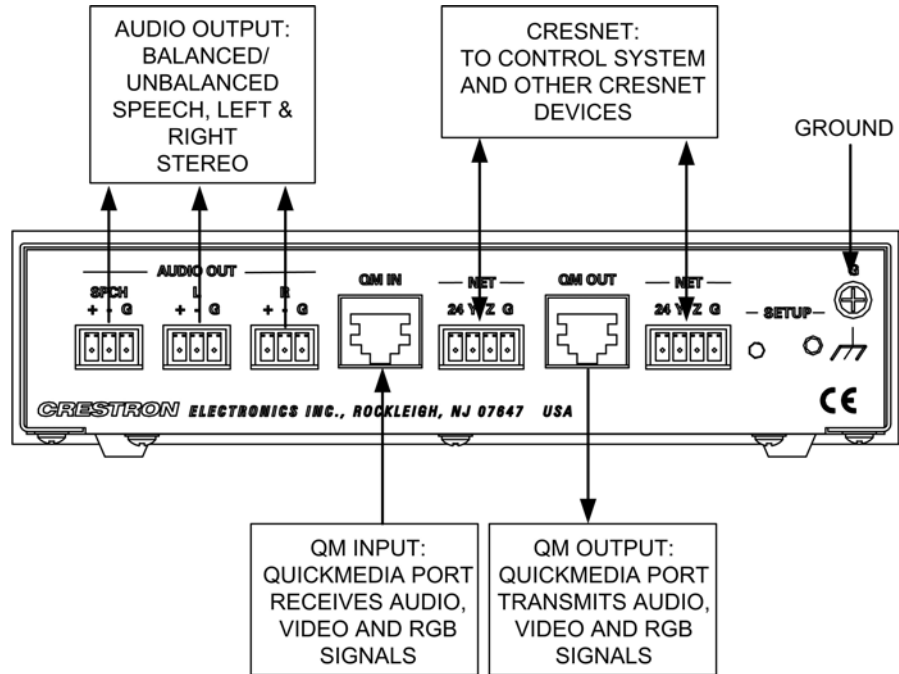 AUDIO OUTPUT:
BALANCED/
UNBALANCED
SPEECH, LEFT &
RIGHT
STEREO
CRESNET:
TO CONTROL SYSTEM
AND OTHER CRESNET
DEVICES
GROUND
AUDIO OUT
SPCH
L
R
+ - G
+ - G
+ - G
QM IN
NET
24 Y Z G
QM OUT
NET
24 Y Z G
SETUP
G
CRESTRON ELECTRONICS INC., ROCKLEIGH, NJ 07647 USA
CE
QM INPUT:
QUICKMEDIA PORT
RECEIVES AUDIO,
VIDEO AND RGB
SIGNALS
QM OUTPUT:
QUICKMEDIA PORT
TRANSMITS AUDIO,
VIDEO AND RGB
SIGNALS